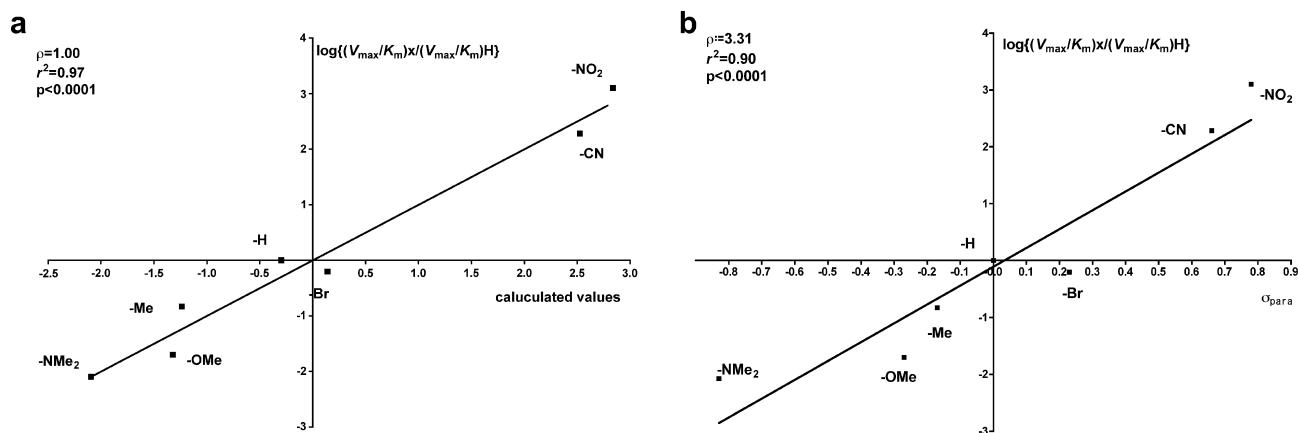 a
ρ=1.00
r²=0.97
p<0.0001
log{(Vmax/Km)x/(Vmax/Km)H}
4
3
2
1
-1
-2
-3
-2.5 -2.0 -1.5 -1.0 -0.5 0.5 1.0 1.5 2.0 2.5 3.0
-NO₂
-CN
-H
-Br
caluculated values
-Me
-OMe
-NMe₂
b
ρ=3.31
r²=0.90
p<0.0001
log{(Vmax/Km)x/(Vmax/Km)H}
4
3
2
1
-1
-2
-3
-0.8 -0.7 -0.6 -0.5 -0.4 -0.3 -0.2 -0.1 0.0 0.1 0.2 0.3 0.4 0.5 0.6 0.7 0.8 0.9
-NO₂
-CN
-H
-Br
σpara
-Me
-OMe
-NMe₂